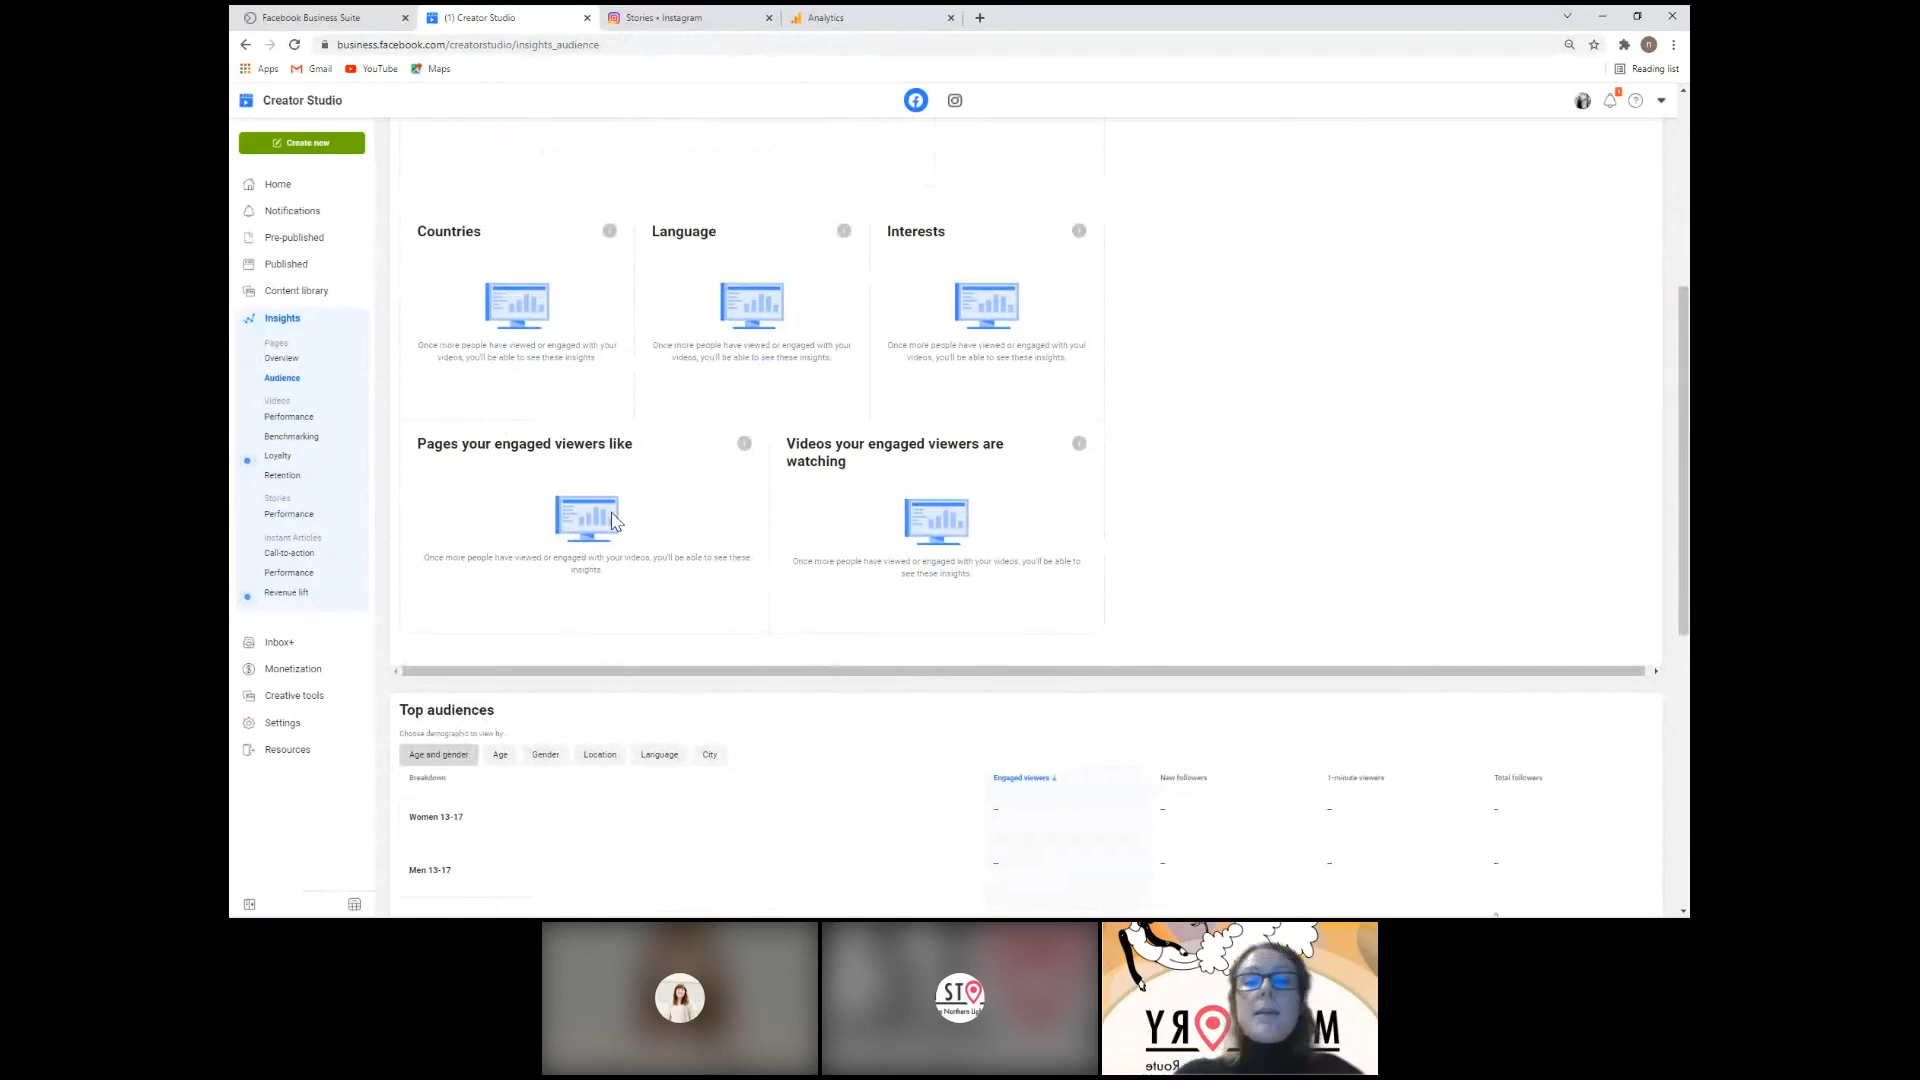 Facebook Business Suite
(1) Creator Studio
Stories • Instagram
Analytics
business.facebook.com/creatorstudio/insights_audience
Apps
Gmail
YouTube
Maps
Reading list
Creator Studio
Create new
Home
Notifications
Pre-published
Published
Content library
Insights
Pages
Overview
Audience
Videos
Performance
Benchmarking
Loyalty
Retention
Stories
Performance
Instant Articles
Call-to-action
Performance
Revenue lift
Inbox+
Monetization
Creative tools
Settings
Resources
Countries
Once more people have viewed or engaged with your
videos, you'll be able to see these insights
Language
Once more people have viewed or engaged with your
videos, you'll be able to see these insights.
Interests
Once more people have viewed or engaged with your
videos, you'll be able to see these insights.
Pages your engaged viewers like
Once more people have viewed or engaged with your videos, you'll be able to see these
insights.
Videos your engaged viewers are
watching
Once more people have viewed or engaged with your videos, you'll be able to
see these insights.
Top audiences
Choose demographic to view by...
Age and gender
Age
Gender
Location
Language
City
Breakdown
Engaged viewers ↓
New followers
1-minute viewers
Total followers
Women 13-17
--
--
--
--
Men 13-17
--
--
--
--
ST
Northern